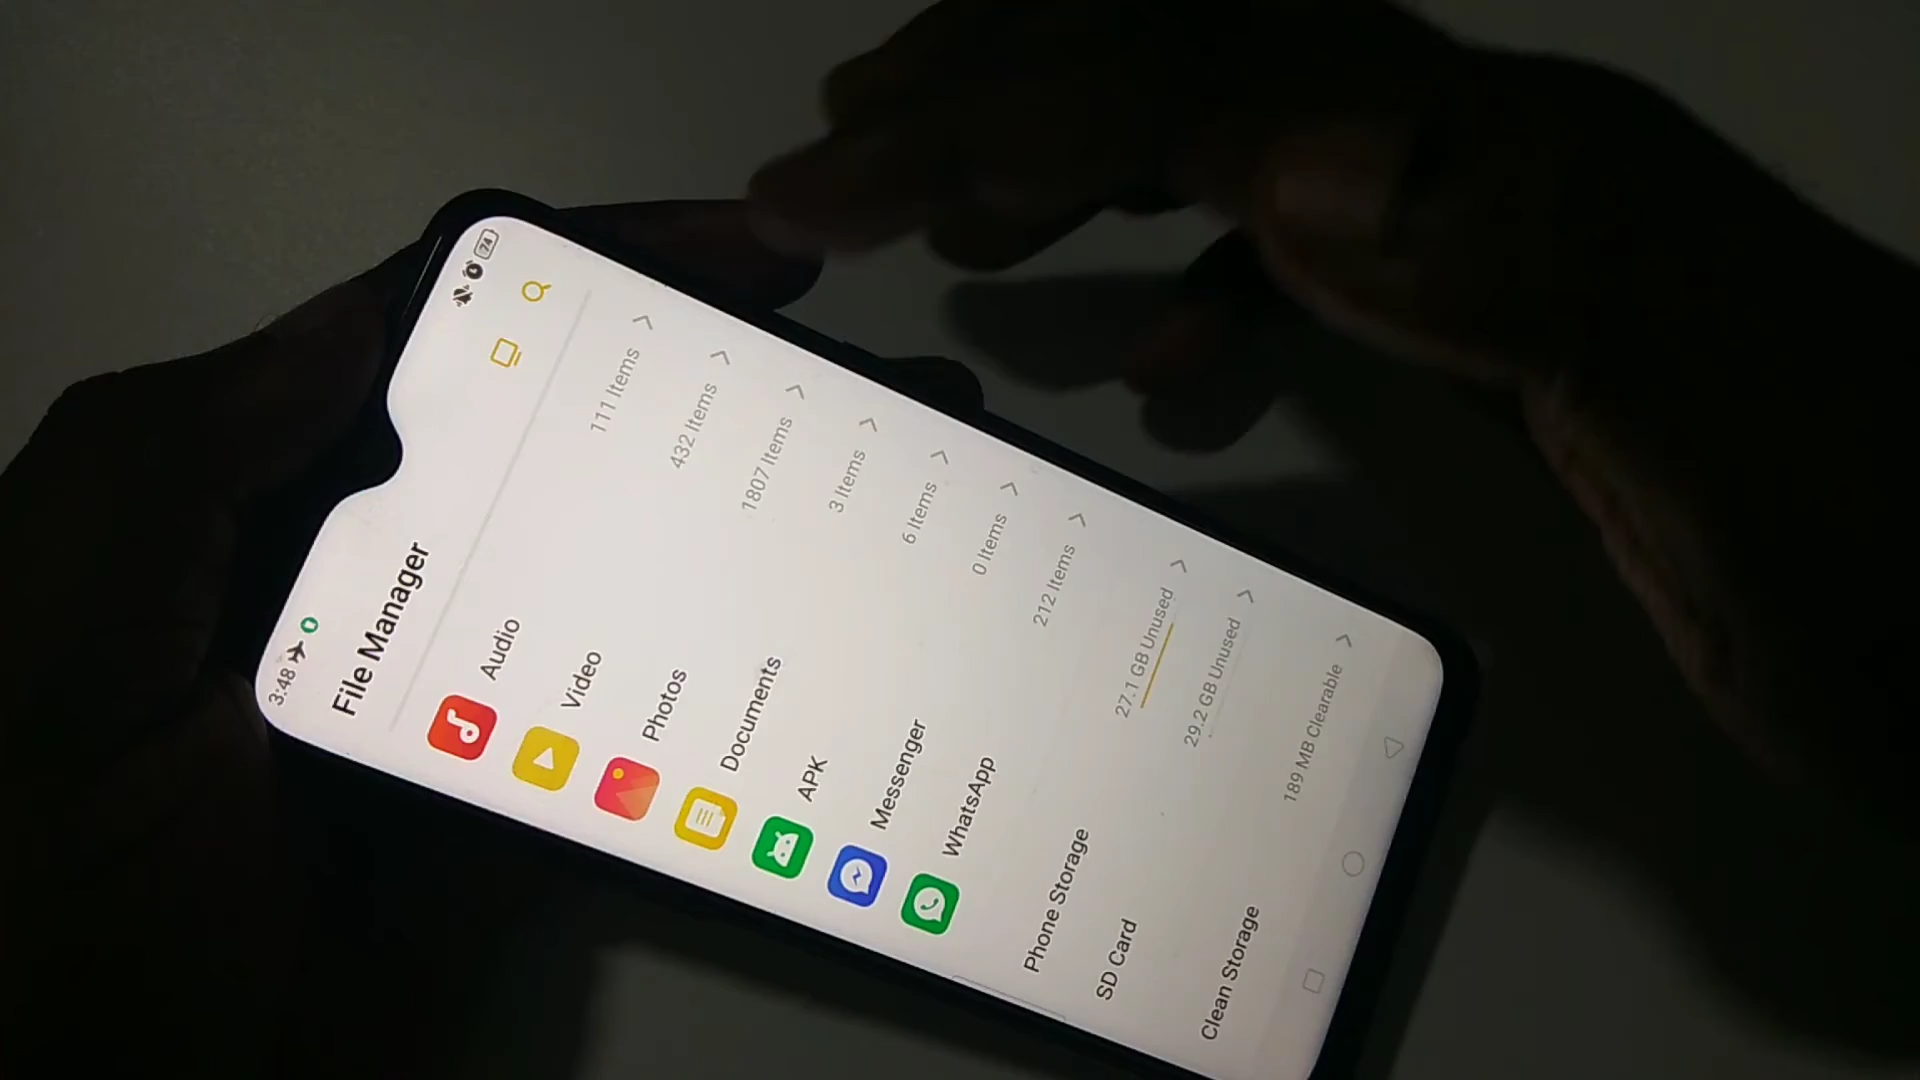 3:48
74
File Manager
Audio 111 Items
Video 432 Items
Photos 1807 Items
Documents 3 Items
APK 6 Items
Messenger 0 Items
WhatsApp 212 Items
Phone Storage 27.1 GB Unused
SD Card 29.2 GB Unused
Clean Storage 189 MB Clearable